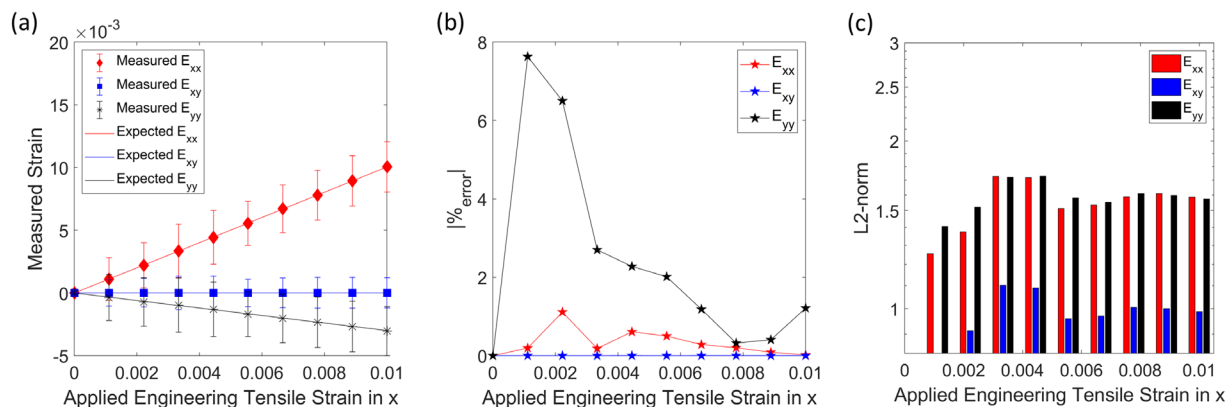 (a)
×10⁻³
20
15
10
5
0
-5
Measured Strain
Measured E_xx
Measured E_xy
Measured E_yy
Expected E_xx
Expected E_xy
Expected E_yy
0 0.002 0.004 0.006 0.008 0.01
Applied Engineering Tensile Strain in x
(b)
8
6
4
2
0
|%_error|
E_xx
E_xy
E_yy
0 0.002 0.004 0.006 0.008 0.01
Applied Engineering Tensile Strain in x
(c)
3
2.5
2
1.5
1
L2-norm
E_xx
E_xy
E_yy
0 0.002 0.004 0.006 0.008 0.01
Applied Engineering Tensile Strain in x